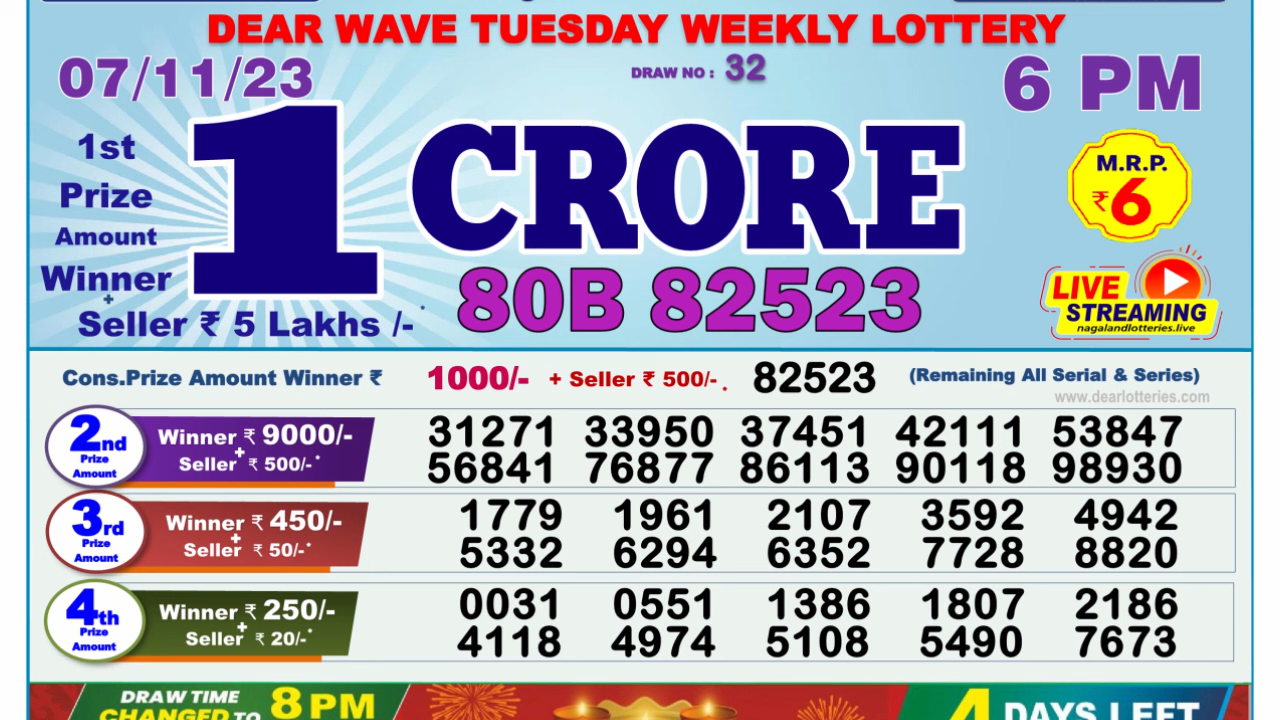 DEAR WAVE TUESDAY WEEKLY LOTTERY
07/11/23
DRAW NO : 32
6 PM
1st
Prize
Amount
Winner
+
Seller ₹ 5 Lakhs /-
1 CRORE
80B 82523
M.R.P.
₹6
LIVE
STREAMING
nagalandlotteries.live
Cons.Prize Amount Winner ₹ 1000/- + Seller ₹ 500/- . 82523 (Remaining All Serial & Series)
www.dearlotteries.com
2nd
Prize
Amount
Winner ₹ 9000/-
+
Seller ₹ 500/-*
31271 33950 37451 42111 53847
56841 76877 86113 90118 98930
3rd
Prize
Amount
Winner ₹ 450/-
+
Seller ₹ 50/-*
1779 1961 2107 3592 4942
5332 6294 6352 7728 8820
4th
Prize
Amount
Winner ₹ 250/-
+
Seller ₹ 20/-*
0031 0551 1386 1807 2186
4118 4974 5108 5490 7673
DRAW TIME
CHANGED TO
8 PM
4 DAYS LEFT